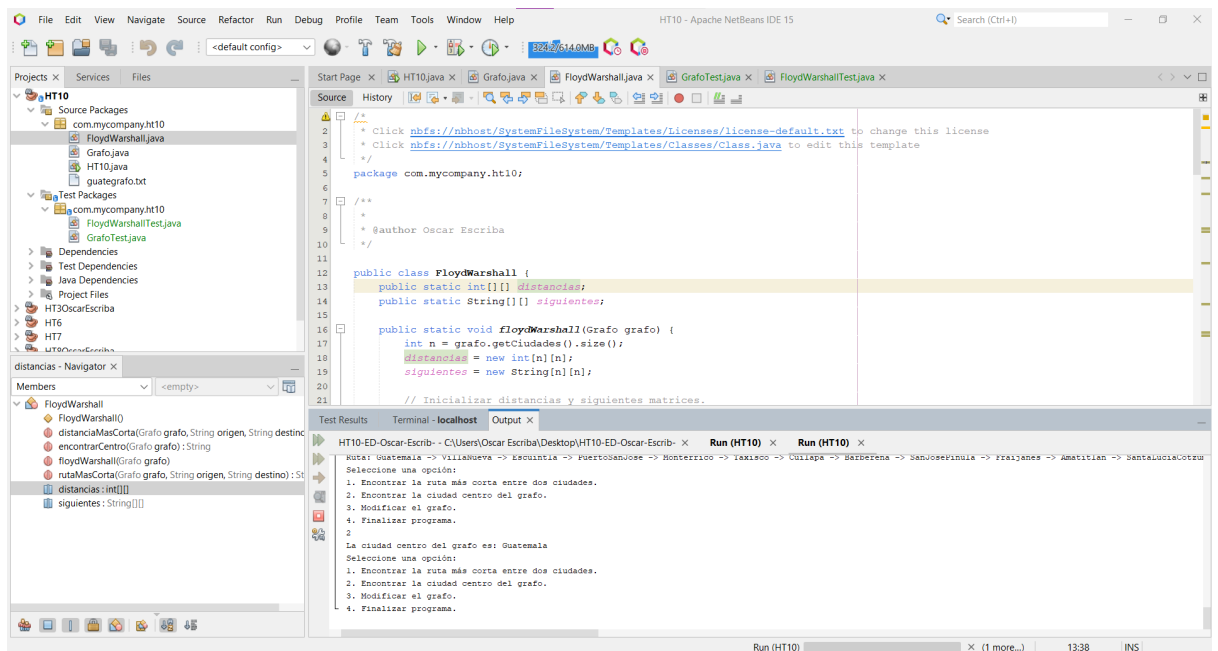 File Edit View Navigate Source Refactor Run Debug Profile Team Tools Window Help HT10 - Apache NetBeans IDE 15 Search (Ctrl+I)
<default config> 324.2/614.0MB
Projects Services Files
HT10
Source Packages
com.mycompany.ht10
FloydWarshall.java
Grafo.java
HT10.java
guategrafo.txt
Test Packages
com.mycompany.ht10
FloydWarshallTest.java
GrafoTest.java
Dependencies
Test Dependencies
Java Dependencies
Project Files
HT3OscarEscriba
HT6
HT7
HT8OscarEscriba
distancias - Navigator
Members <empty>
FloydWarshall
FloydWarshall()
distanciaMasCorta(Grafo grafo, String origen, String destino
encontrarCentro(Grafo grafo) : String
floydWarshall(Grafo grafo)
rutaMasCorta(Grafo grafo, String origen, String destino) : St
distancias : int[][]
siguientes : String[][]
Start Page HT10.java Grafo.java FloydWarshall.java GrafoTest.java FloydWarshallTest.java
Source History
/*
2 * Click nbfs://nbhost/SystemFileSystem/Templates/Licenses/license-default.txt to change this license
3 * Click nbfs://nbhost/SystemFileSystem/Templates/Classes/Class.java to edit this template
4 */
5 package com.mycompany.ht10;
6
7 /**
8 *
9 * @author Oscar Escriba
10 */
11
12 public class FloydWarshall {
13 public static int[][] distancias;
14 public static String[][] siguientes;
15
16 public static void floydWarshall(Grafo grafo) {
17 int n = grafo.getCiudades().size();
18 distancias = new int[n][n];
19 siguientes = new String[n][n];
20
21 // Inicializar distancias y siguientes matrices.
Test Results Terminal - localhost Output
HT10-ED-Oscar-Escrib- - C:\Users\Oscar Escriba\Desktop\HT10-ED-Oscar-Escrib- Run (HT10) Run (HT10)
Ruta: Guatemala -> VillaNueva -> Escuintla -> PuertoSanJose -> Monterrico -> Taxisco -> Cuilapa -> Barberena -> SanJosePinula -> Fraijanes -> Amatitlan -> SantaLuciaCotzu
Seleccione una opción:
1. Encontrar la ruta más corta entre dos ciudades.
2. Encontrar la ciudad centro del grafo.
3. Modificar el grafo.
4. Finalizar programa.
2
La ciudad centro del grafo es: Guatemala
Seleccione una opción:
1. Encontrar la ruta más corta entre dos ciudades.
2. Encontrar la ciudad centro del grafo.
3. Modificar el grafo.
4. Finalizar programa.
Run (HT10) (1 more...) 13:38 INS